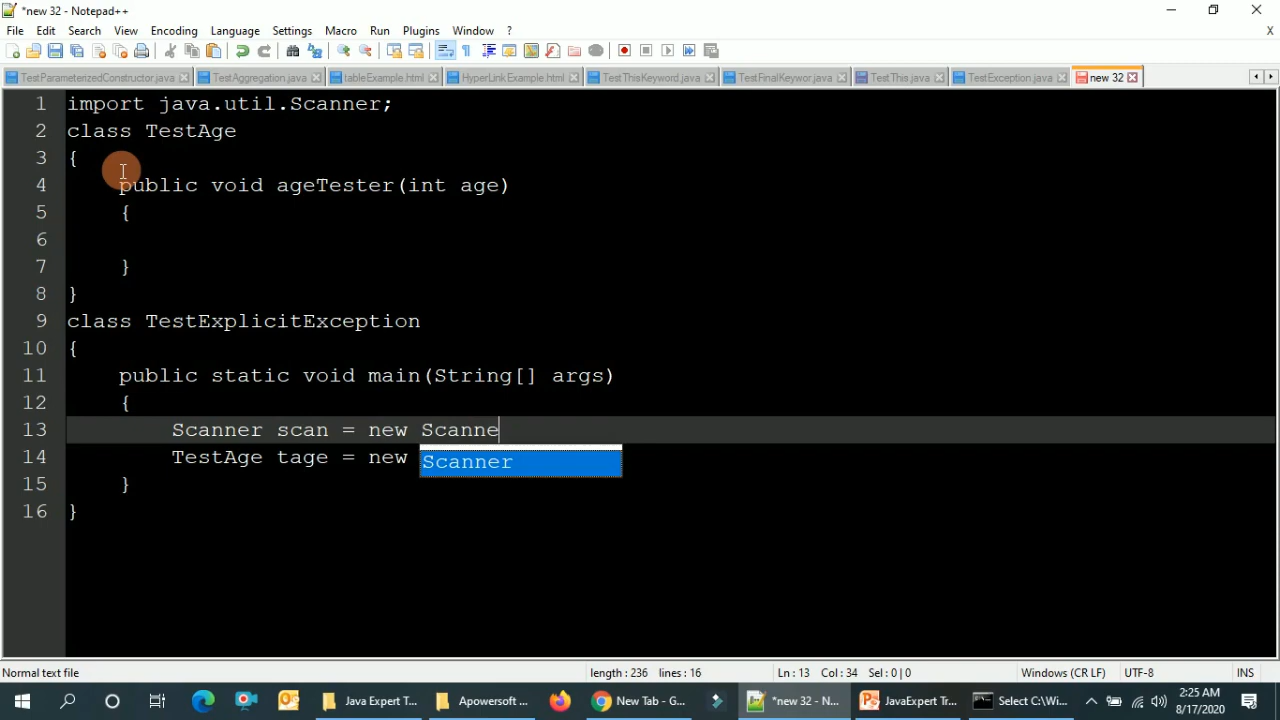 *new 32 - Notepad++
File Edit Search View Encoding Language Settings Macro Run Plugins Window ? X
TestParameterizedConstructor.java TestAggregation.java tableExample.html HyperLinkExample.html TestThisKeyword.java TestFinalKeywor.java TestThis.java TestException.java new 32
1 import java.util.Scanner;
2 class TestAge
3 {
4 public void ageTester(int age)
5 {
6
7 }
8 }
9 class TestExplicitException
10 {
11 public static void main(String[] args)
12 {
13 Scanner scan = new Scanne
14 TestAge tage = new
Scanner
15 }
16 }
Normal text file length : 236 lines : 16 Ln : 13 Col : 34 Sel : 0 | 0 Windows (CR LF) UTF-8 INS
Java Expert T... Apowersoft ... New Tab - G... *new 32 - N... JavaExpert Tr... Select C:\Wi... 2:25 AM
8/17/2020